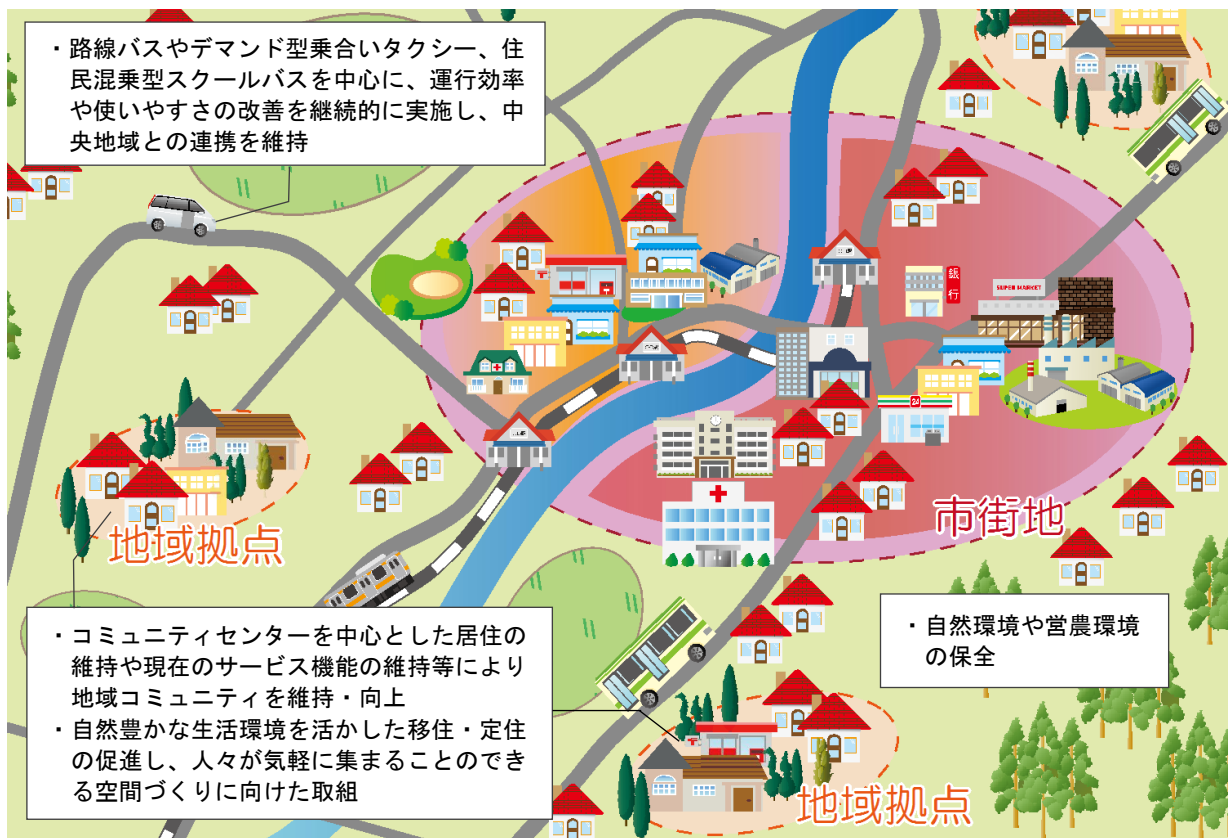 ・路線バスやデマンド型乗合いタクシー、住
民混乗型スクールバスを中心に、運行効率
や使いやすさの改善を継続的に実施し、中
央地域との連携を維持
銀行
SUPER MARKT
24
市街地
地域拠点
・コミュニティセンターを中心とした居住の
維持や現在のサービス機能の維持等により
地域コミュニティを維持・向上
・自然豊かな生活環境を活かした移住・定住
の促進し、人々が気軽に集まることのでき
る空間づくりに向けた取組
・自然環境や営農環境
の保全
地域拠点